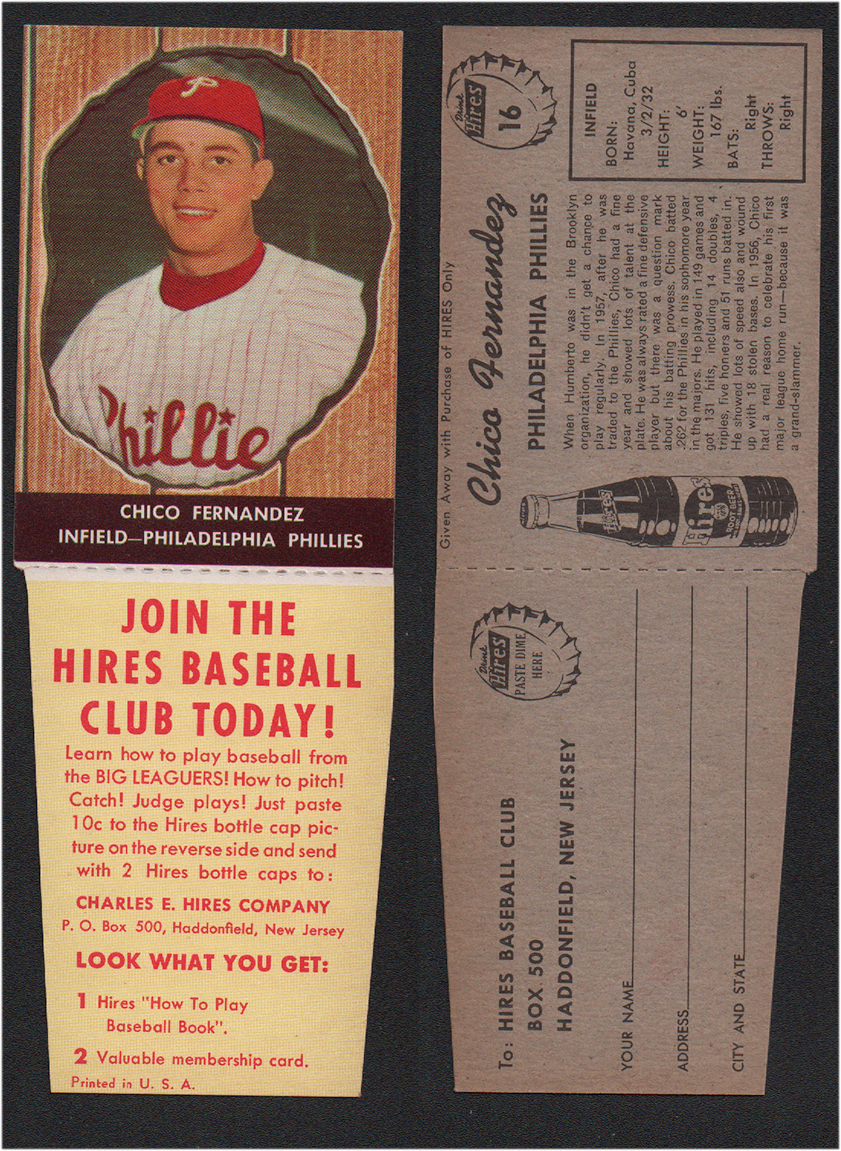 P
Phillies
CHICO FERNANDEZ
INFIELD—PHILADELPHIA PHILLIES
JOIN THE
HIRES BASEBALL
CLUB TODAY!
Learn how to play baseball from
the BIG LEAGUERS! How to pitch!
Catch! Judge plays! Just paste
10c to the Hires bottle cap pic-
ture on the reverse side and send
with 2 Hires bottle caps to:
CHARLES E. HIRES COMPANY
P. O. Box 500, Haddonfield, New Jersey
LOOK WHAT YOU GET:
1 Hires "How To Play
Baseball Book".
2 Valuable membership card.
Printed in U. S. A.
Given Away with Purchase of HIRES Only
Drink
Hires
16
Chico Fernandez
PHILADELPHIA PHILLIES
INFIELD
BORN:
Havana, Cuba
3/2/32
HEIGHT:
6'
WEIGHT:
167 lbs.
BATS:
Right
THROWS:
Right
When Humberto was in the Brooklyn
organization, he didn't get a chance to
play regularly. In 1957, after he was
traded to the Phillies, Chico had a fine
year and showed lots of talent at the
plate. He was always rated a fine defensive
player but there was a question mark
about his batting prowess. Chico batted
.262 for the Phillies in his sophomore year
in the majors. He played in 149 games and
got 131 hits, including 14 doubles, 4
triples, five homers and 51 runs batted in.
He showed lots of speed also and wound
up with 18 stolen bases. In 1956, Chico
had a real reason to celebrate his first
major league home run—because it was
a grand-slammer.
Hires
Hires
ROOT BEER
Drink
Hires
PASTE DIME
HERE
To: HIRES BASEBALL CLUB
BOX 500
HADDONFIELD, NEW JERSEY
YOUR NAME
ADDRESS
CITY AND STATE